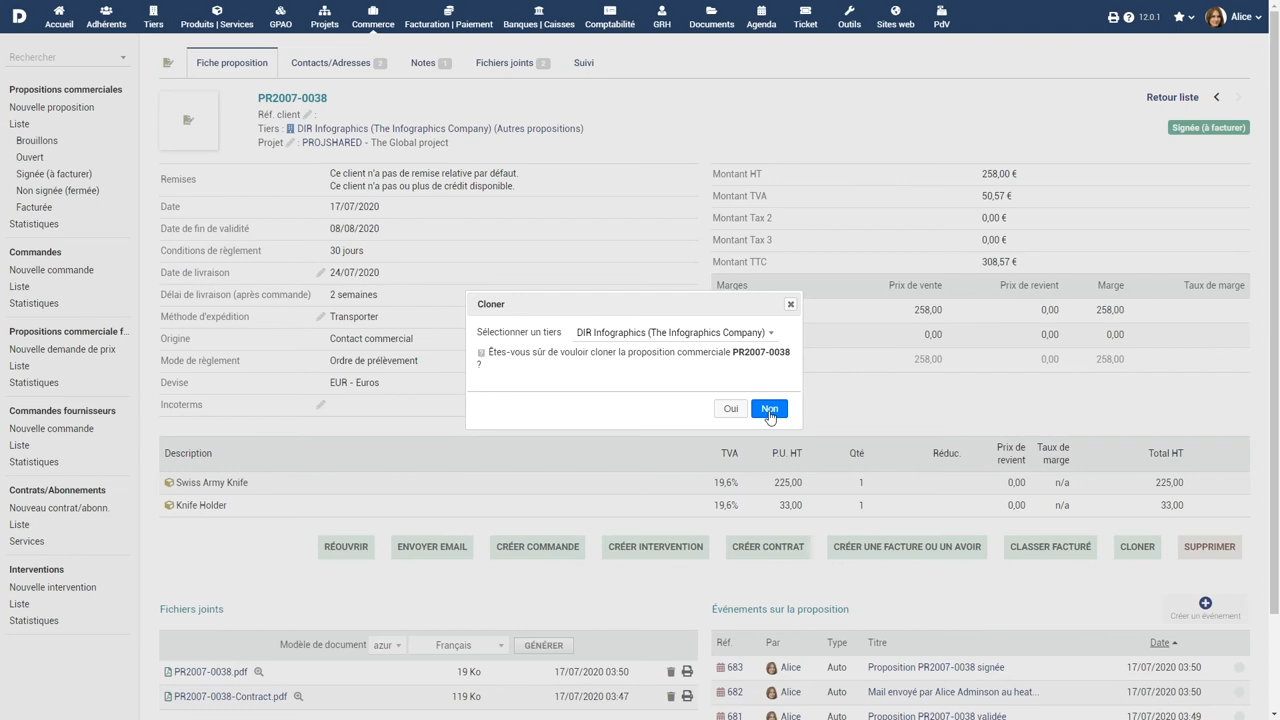 Accueil Adhérents Tiers Produits | Services GPAO Projets Commerce Facturation | Paiement Banques | Caisses Comptabilité GRH Documents Agenda Ticket Outils Sites web PdV 12.0.1 Alice
Rechercher
Fiche proposition Contacts/Adresses 2 Notes 1 Fichiers joints 2 Suivi
Propositions commerciales
Nouvelle proposition
Liste
Brouillons
Ouvert
Signée (à facturer)
Non signée (fermée)
Facturée
Statistiques
Commandes
Nouvelle commande
Liste
Statistiques
Propositions commerciale f...
Nouvelle demande de prix
Liste
Statistiques
Commandes fournisseurs
Nouvelle commande
Liste
Statistiques
Contrats/Abonnements
Nouveau contrat/abonn.
Liste
Services
Interventions
Nouvelle intervention
Liste
Statistiques
PR2007-0038 Retour liste
Réf. client :
Tiers : DIR Infographics (The Infographics Company) (Autres propositions) Signée (à facturer)
Projet : PROJSHARED - The Global project
Remises Ce client n'a pas de remise relative par défaut.
Ce client n'a pas ou plus de crédit disponible.
Date 17/07/2020
Date de fin de validité 08/08/2020
Conditions de règlement 30 jours
Date de livraison 24/07/2020
Délai de livraison (après commande) 2 semaines
Méthode d'expédition Transporter
Origine Contact commercial
Mode de règlement Ordre de prélèvement
Devise EUR - Euros
Incoterms
Montant HT 258,00 €
Montant TVA 50,57 €
Montant Tax 2 0,00 €
Montant Tax 3 0,00 €
Montant TTC 308,57 €
Marges Prix de vente Prix de revient Marge Taux de marge
258,00 0,00 258,00
0,00 0,00 0,00
258,00 0,00 258,00
Cloner
Sélectionner un tiers DIR Infographics (The Infographics Company)
Êtes-vous sûr de vouloir cloner la proposition commerciale PR2007-0038
?
Oui Non
Description TVA P.U. HT Qté Réduc. Prix de revient Taux de marge Total HT
Swiss Army Knife 19,6% 225,00 1 0,00 n/a 225,00
Knife Holder 19,6% 33,00 1 0,00 n/a 33,00
RÉOUVRIR ENVOYER EMAIL CRÉER COMMANDE CRÉER INTERVENTION CRÉER CONTRAT CRÉER UNE FACTURE OU UN AVOIR CLASSER FACTURÉ CLONER SUPPRIMER
Fichiers joints
Modèle de document azur Français GÉNÉRER
PR2007-0038.pdf 19 Ko 17/07/2020 03:50
PR2007-0038-Contract.pdf 119 Ko 17/07/2020 03:47
Événements sur la proposition Créer un événement
Réf. Par Type Titre Date
683 Alice Auto Proposition PR2007-0038 signée 17/07/2020 03:50
682 Alice Auto Mail envoyé par Alice Adminson au heat... 17/07/2020 03:50
681 Alice Auto Proposition PR2007-0038 validée 17/07/2020 03:49